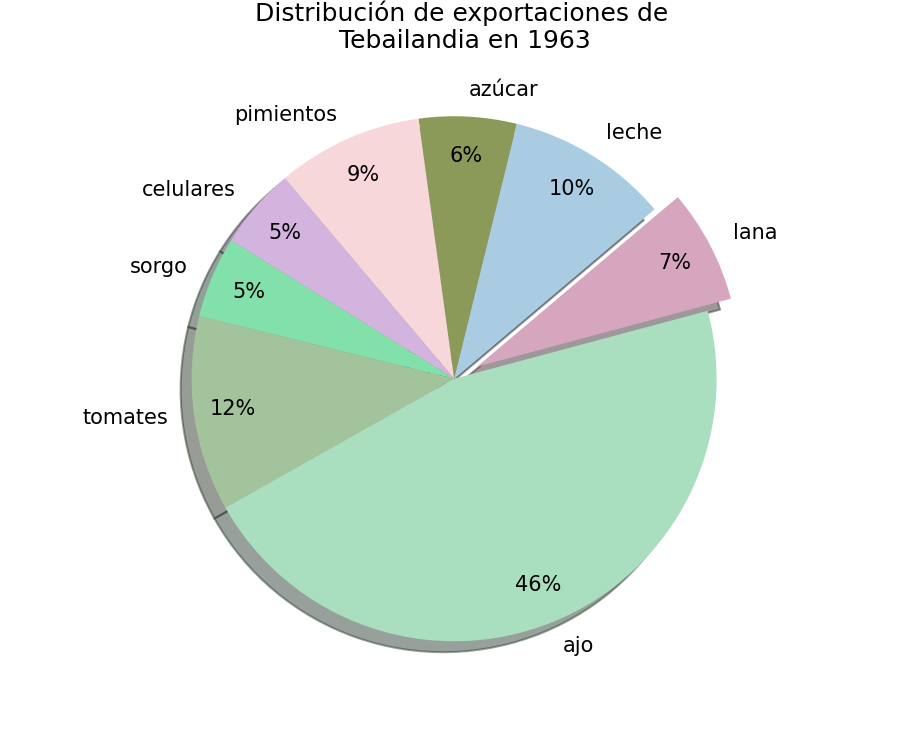 Distribución de exportaciones de
Tebailandia en 1963
azúcar
pimientos
leche
6%
9%
10%
celulares
lana
5%
7%
sorgo
5%
tomates
12%
46%
ajo